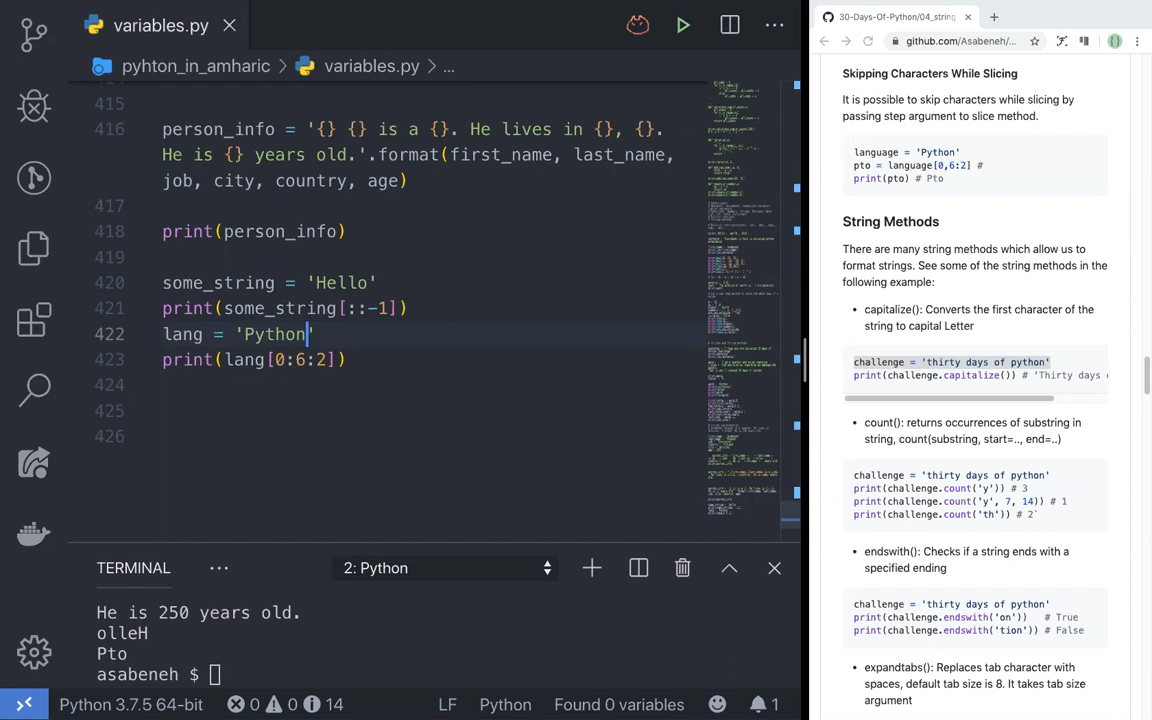 variables.py
pyhton_in_amharic > variables.py > ...
415
416 person_info = '{} {} is a {}. He lives in {}, {}.
He is {} years old.'.format(first_name, last_name,
job, city, country, age)
417
418 print(person_info)
419
420 some_string = 'Hello'
421 print(some_string[::-1])
422 lang = 'Python'
423 print(lang[0:6:2])
424
425
426
TERMINAL ... 2: Python
He is 250 years old.
olleH
Pto
asabeneh $
Python 3.7.5 64-bit 0 0 14 LF Python Found 0 variables 1
30-Days-Of-Python/04_string
github.com/Asabeneh/...
Skipping Characters While Slicing
It is possible to skip characters while slicing by
passing step argument to slice method.
language = 'Python'
pto = language[0,6:2] #
print(pto) # Pto
String Methods
There are many string methods which allow us to
format strings. See some of the string methods in the
following example:
• capitalize(): Converts the first character of the
string to capital Letter
challenge = 'thirty days of python'
print(challenge.capitalize()) # 'Thirty days
• count(): returns occurrences of substring in
string, count(substring, start=.., end=..)
challenge = 'thirty days of python'
print(challenge.count('y')) # 3
print(challenge.count('y', 7, 14)) # 1
print(challenge.count('th')) # 2`
• endswith(): Checks if a string ends with a
specified ending
challenge = 'thirty days of python'
print(challenge.endswith('on')) # True
print(challenge.endswith('tion')) # False
• expandtabs(): Replaces tab character with
spaces, default tab size is 8. It takes tab size
argument